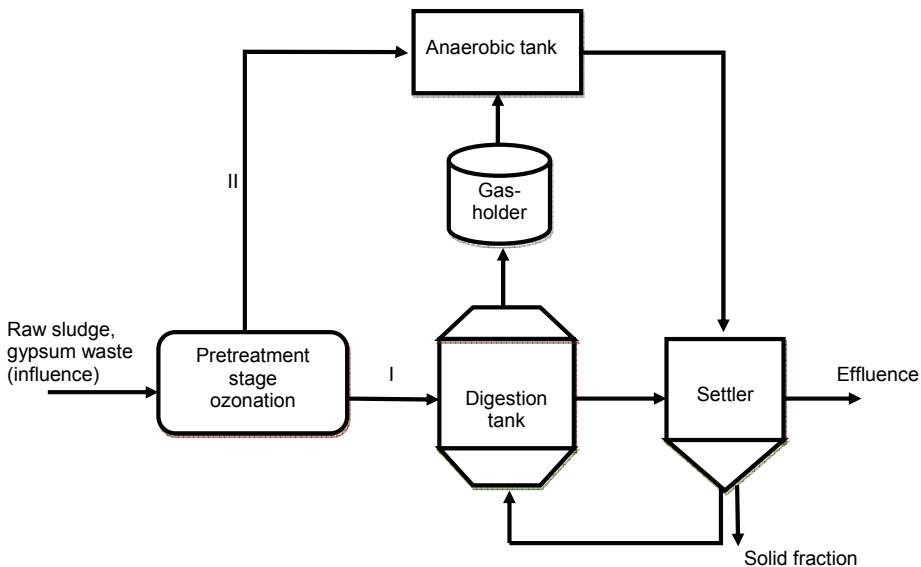 Anaerobic tank
II
Gas-
holder
Raw sludge,
gypsum waste
(influence)
Pretreatment
stage
ozonation
I
Digestion
tank
Settler
Effluence
Solid fraction